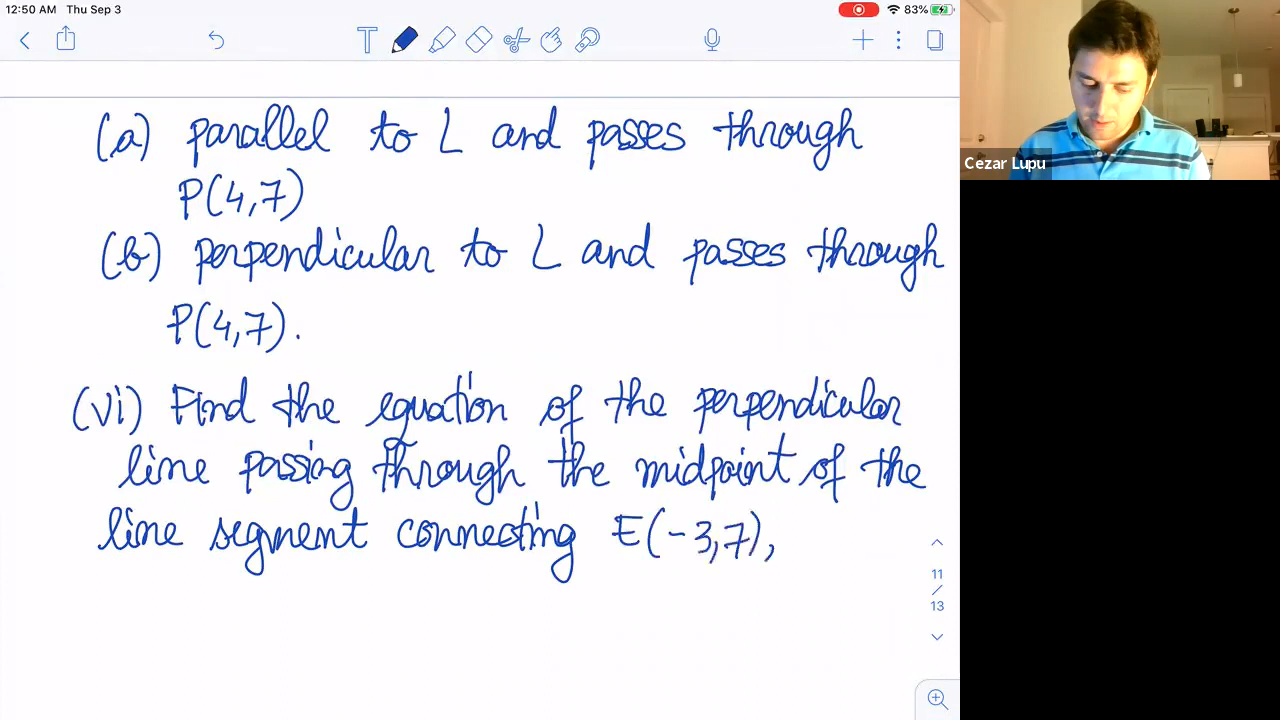 12:50 AM Thu Sep 3
83%
(a) parallel to L and passes through
P(4,7)
(b) perpendicular to L and passes through
P(4,7).
(vi) Find the equation of the perpendicular
line passing through the midpoint of the
line segment connecting E(-3,7),
11
/
13
Cezar Lupu